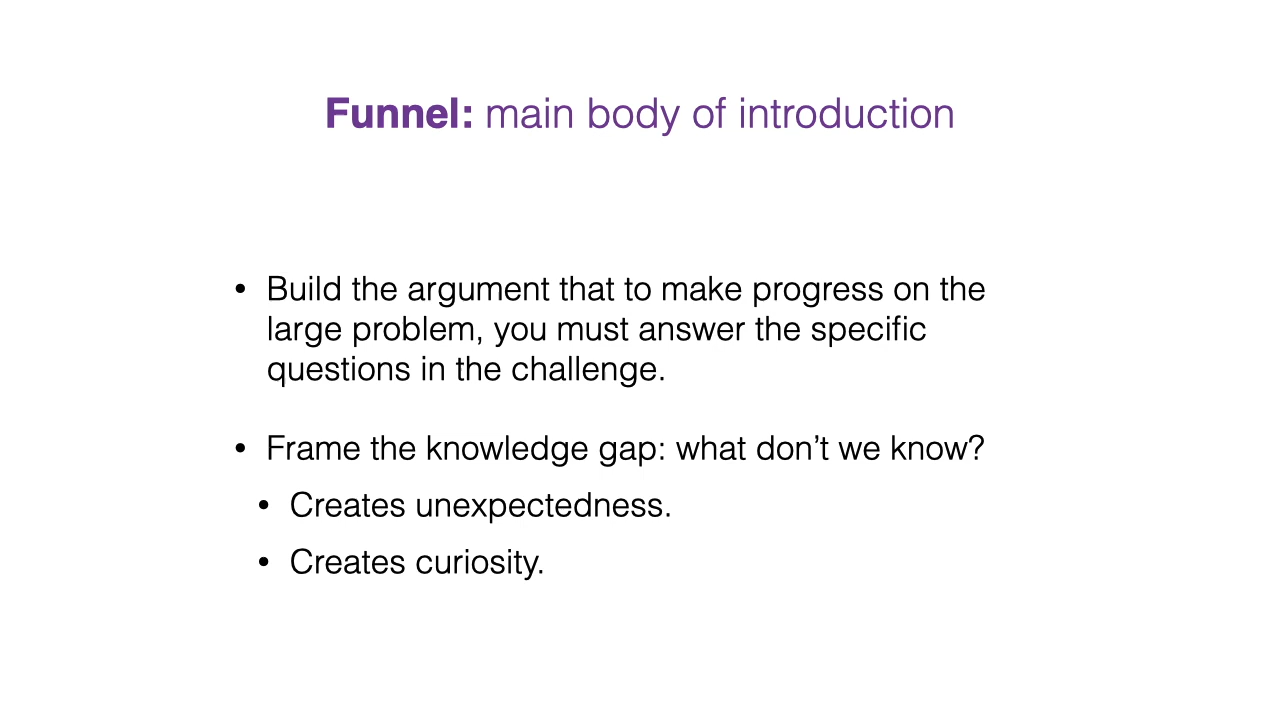 Funnel: main body of introduction
• Build the argument that to make progress on the
large problem, you must answer the specific
questions in the challenge.
• Frame the knowledge gap: what don’t we know?
• Creates unexpectedness.
• Creates curiosity.